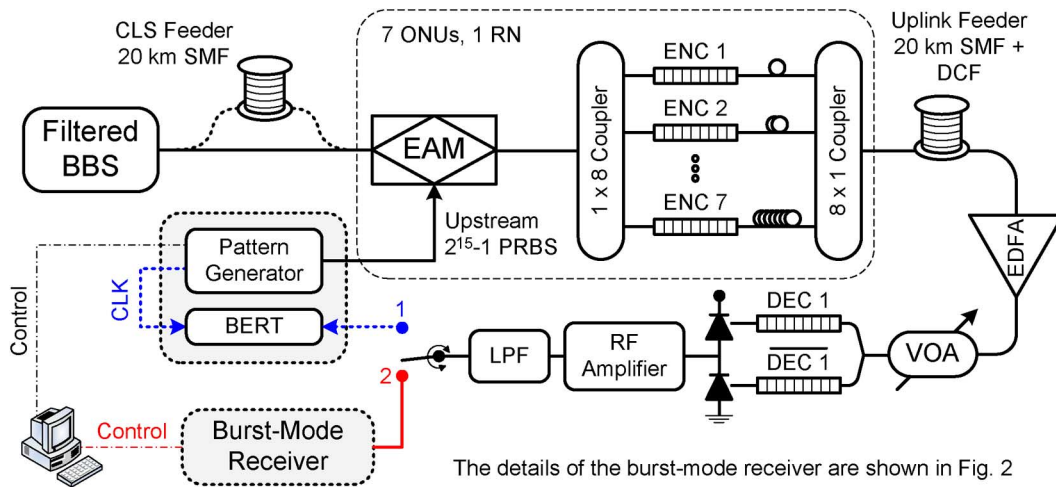 CLS Feeder
20 km SMF
7 ONUs, 1 RN
Uplink Feeder
20 km SMF +
DCF
Filtered
BBS
EAM
1 x 8 Coupler
ENC 1
ENC 2
ENC 7
8 x 1 Coupler
Upstream
2¹⁵-1 PRBS
Pattern
Generator
CLK
BERT
Control
1
2
LPF
RF
Amplifier
DEC 1
DEC 1
VOA
EDFA
Control
Burst-Mode
Receiver
The details of the burst-mode receiver are shown in Fig. 2